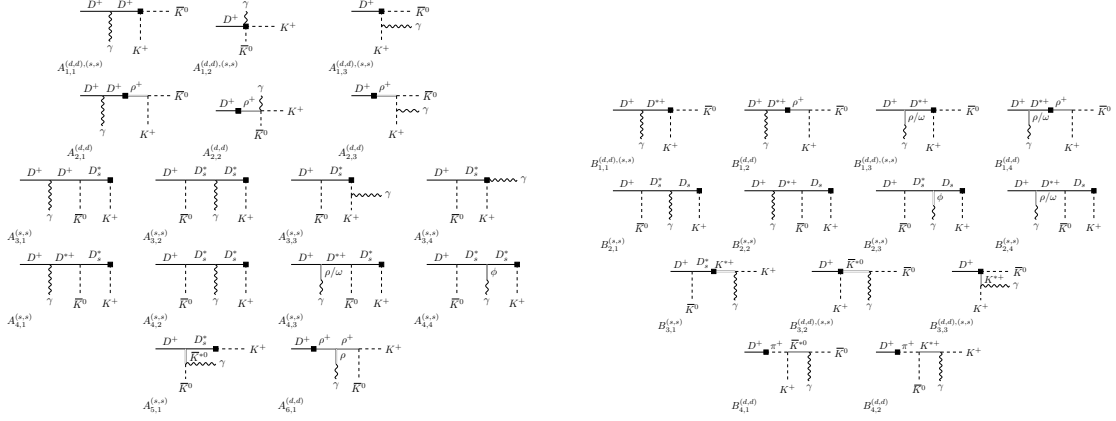 D⁺ D⁺ K̄⁰ γ K⁺ A₁,₁^(d,d),(s,s)
γ D⁺ K⁺ K̄⁰ A₁,₂^(d,d),(s,s)
D⁺ K̄⁰ γ K⁺ A₁,₃^(d,d),(s,s)
D⁺ D⁺ ρ⁺ K̄⁰ γ K⁺ A₂,₁^(d,d)
γ D⁺ ρ⁺ K⁺ K̄⁰ A₂,₂^(d,d)
D⁺ ρ⁺ K̄⁰ γ K⁺ A₂,₃^(d,d)
D⁺ D⁺ D_s^* γ K̄⁰ K⁺ A₃,₁^(s,s)
D⁺ D_s^* D_s^* K̄⁰ γ K⁺ A₃,₂^(s,s)
D⁺ D_s^* γ K̄⁰ K⁺ A₃,₃^(s,s)
D⁺ D_s^* γ K̄⁰ K⁺ A₃,₄^(s,s)
D⁺ D*⁺ D_s^* γ K̄⁰ K⁺ A₄,₁^(s,s)
D⁺ D_s^* D_s^* K̄⁰ γ K⁺ A₄,₂^(s,s)
D⁺ D*⁺ D_s^* ρ/ω γ K̄⁰ K⁺ A₄,₃^(s,s)
D⁺ D_s^* D_s^* φ K̄⁰ γ K⁺ A₄,₄^(s,s)
D⁺ D_s^* K⁺ K̄*⁰ γ K̄⁰ A₅,₁^(s,s)
D⁺ ρ⁺ ρ⁺ K̄⁰ ρ γ K⁺ A₆,₁^(d,d)
D⁺ D*⁺ K̄⁰ γ K⁺ B₁,₁^(d,d),(s,s)
D⁺ D*⁺ ρ⁺ K̄⁰ γ K⁺ B₁,₂^(d,d)
D⁺ D*⁺ K̄⁰ ρ/ω γ K⁺ B₁,₃^(d,d),(s,s)
D⁺ D*⁺ ρ⁺ K̄⁰ ρ/ω γ K⁺ B₁,₄^(d,d)
D⁺ D_s^* D_s K̄⁰ γ K⁺ B₂,₁^(s,s)
D⁺ D*⁺ D_s γ K̄⁰ K⁺ B₂,₂^(s,s)
D⁺ D_s^* D_s φ K̄⁰ γ K⁺ B₂,₃^(s,s)
D⁺ D*⁺ D_s ρ/ω γ K̄⁰ K⁺ B₂,₄^(s,s)
D⁺ D_s^* K*⁺ K⁺ K̄⁰ γ B₃,₁^(s,s)
D⁺ K̄*⁰ K̄⁰ K⁺ γ B₃,₂^(d,d),(s,s)
D⁺ K̄⁰ K*⁺ γ K⁺ B₃,₃^(d,d),(s,s)
D⁺ π⁺ K̄*⁰ K̄⁰ K⁺ γ B₄,₁^(d,d)
D⁺ π⁺ K*⁺ K⁺ K̄⁰ γ B₄,₂^(d,d)